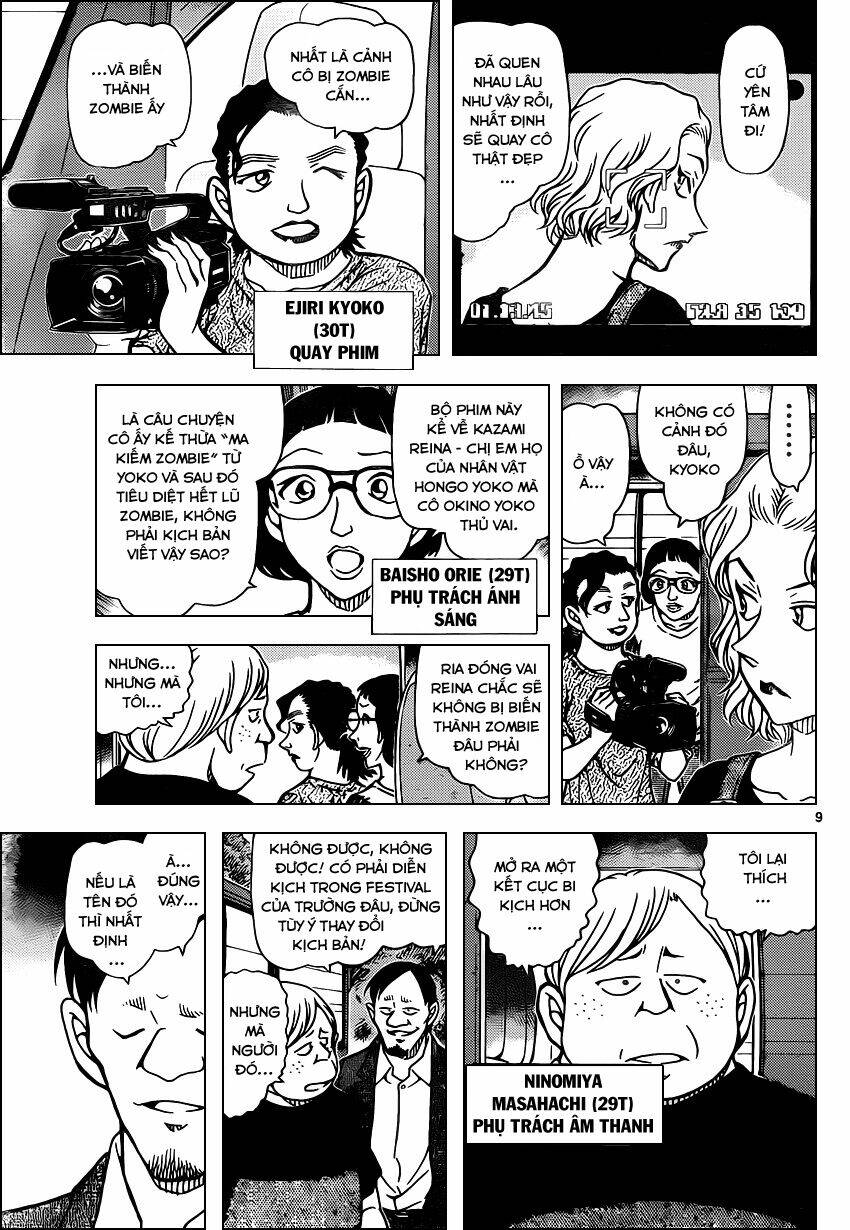 CỨ
YÊN
TÂM
ĐI!
ĐÃ QUEN
NHAU LÂU
NHƯ VẬY RỒI,
NHẤT ĐỊNH
SẼ QUAY CÔ
THẬT ĐẸP
...
NHẤT LÀ CẢNH
CÔ BỊ ZOMBIE
CẮN...
...VÀ BIẾN
THÀNH
ZOMBIE ẤY
EJIRI KYOKO
(30T)
QUAY PHIM
......
KHÔNG CÓ
CẢNH ĐÓ
ĐÂU,
KYOKO
Ồ VẬY
À...
BỘ PHIM NÀY
KỂ VỀ KAZAMI
REINA - CHỊ EM HỌ
CỦA NHÂN VẬT
HONGO YOKO MÀ
CÔ OKINO YOKO
THỦ VAI.
LÀ CÂU CHUYỆN
CÔ ẤY KẾ THỪA "MA
KIẾM ZOMBIE" TỪ
YOKO VÀ SAU ĐÓ
TIÊU DIỆT HẾT LŨ
ZOMBIE, KHÔNG
PHẢI KỊCH BẢN
VIẾT VẬY SAO?
BAISHO ORIE (29T)
PHỤ TRÁCH ÁNH
SÁNG
RIA ĐÓNG VAI
REINA CHẮC SẼ
KHÔNG BỊ BIẾN
THÀNH ZOMBIE
ĐÂU PHẢI
KHÔNG?
NHƯNG...
NHƯNG MÀ
TÔI...
9
TÔI LẠI
THÍCH
...
MỞ RA MỘT
KẾT CỤC BI
KỊCH HƠN
...
NINOMIYA
MASAHACHI (29T)
PHỤ TRÁCH ÂM THANH
KHÔNG ĐƯỢC, KHÔNG
ĐƯỢC! CÓ PHẢI DIỄN
KỊCH TRONG FESTIVAL
CỦA TRƯỜNG ĐÂU, ĐỪNG
TÙY Ý THAY ĐỔI
KỊCH BẢN!
NHƯNG
MÀ
NGƯỜI
ĐÓ...
À...
ĐÚNG
VẬY...
NẾU LÀ
TÊN ĐÓ
THÌ NHẤT
ĐỊNH
...